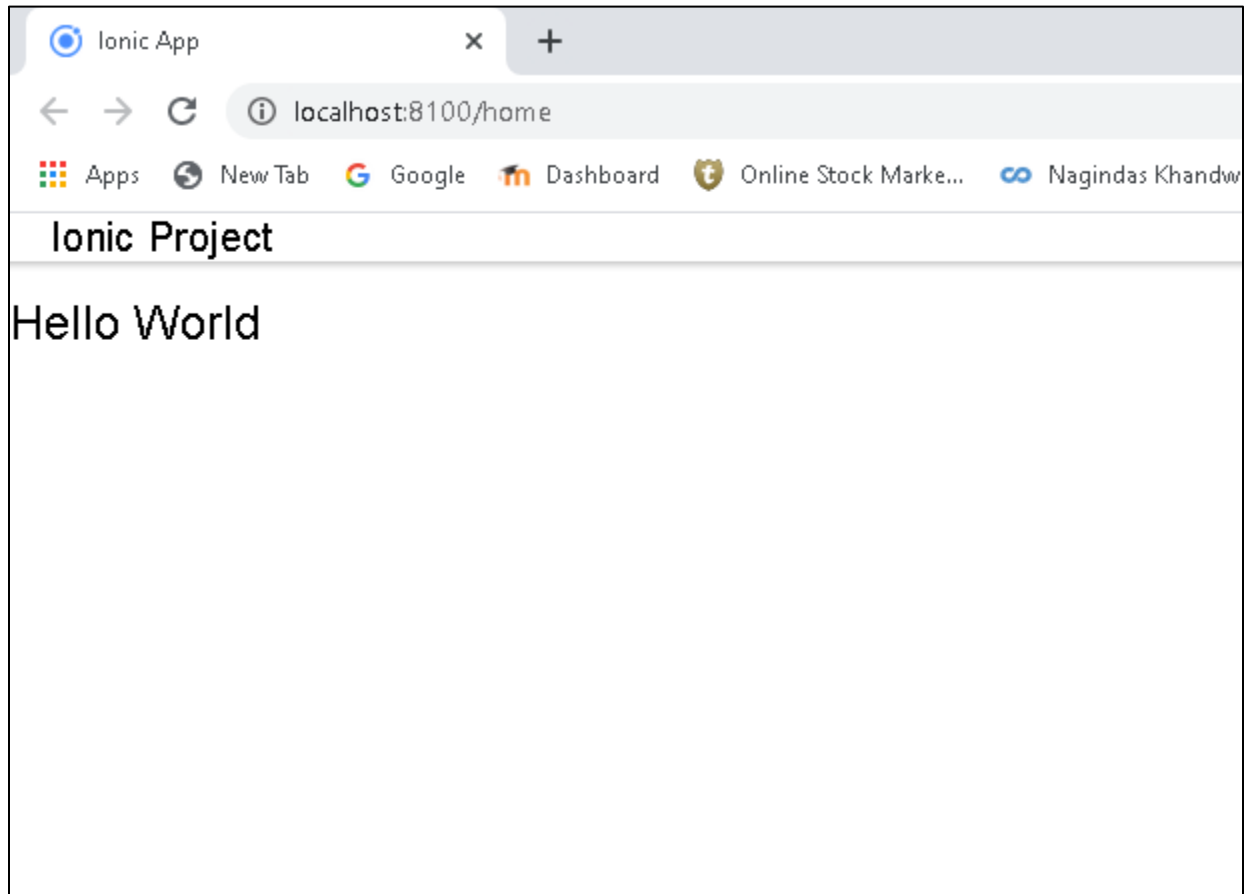 Ionic App
localhost:8100/home
Apps New Tab Google Dashboard Online Stock Marke... Nagindas Khandw
Ionic Project
Hello World